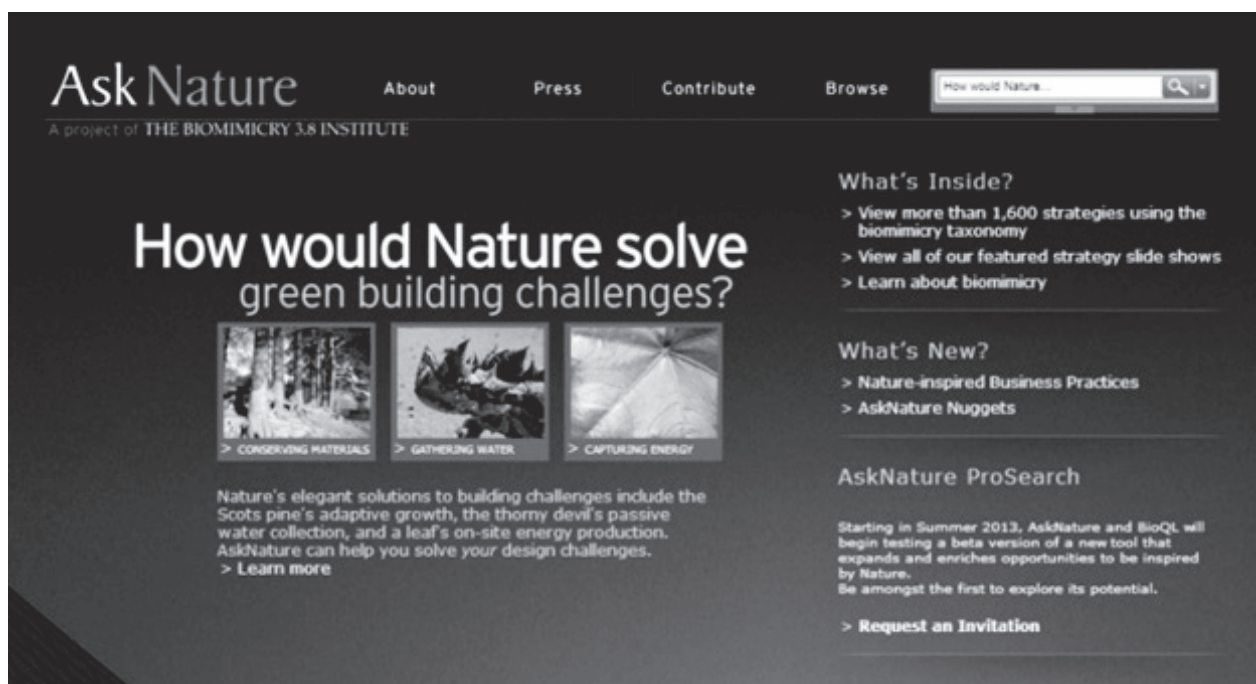 Ask Nature
About
Press
Contribute
Browse
How would Nature...
A project of THE BIOMIMICRY 3.8 INSTITUTE
How would Nature solve
green building challenges?
> CONSERVING MATERIALS
> GATHERING WATER
> CAPTURING ENERGY
Nature's elegant solutions to building challenges include the
Scots pine's adaptive growth, the thorny devil's passive
water collection, and a leaf's on-site energy production.
AskNature can help you solve your design challenges.
> Learn more
What's Inside?
> View more than 1,600 strategies using the
biomimicry taxonomy
> View all of our featured strategy slide shows
> Learn about biomimicry
What's New?
> Nature-inspired Business Practices
> AskNature Nuggets
AskNature ProSearch
Starting in Summer 2013, AskNature and BioQL will
begin testing a beta version of a new tool that
expands and enriches opportunities to be inspired
by Nature.
Be amongst the first to explore its potential.
> Request an Invitation